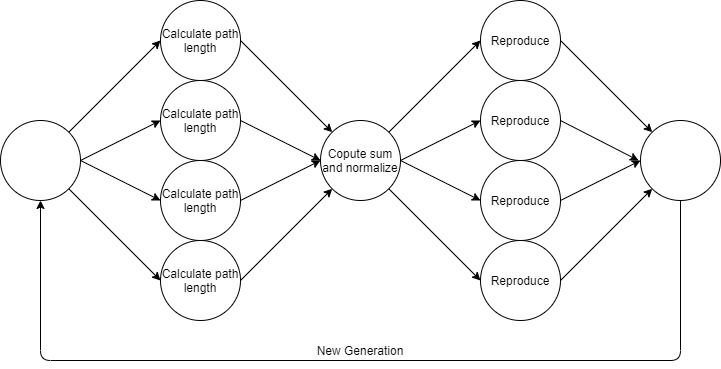 Calculate path
length
Calculate path
length
Calculate path
length
Calculate path
length
Copute sum
and normalize
Reproduce
Reproduce
Reproduce
Reproduce
New Generation